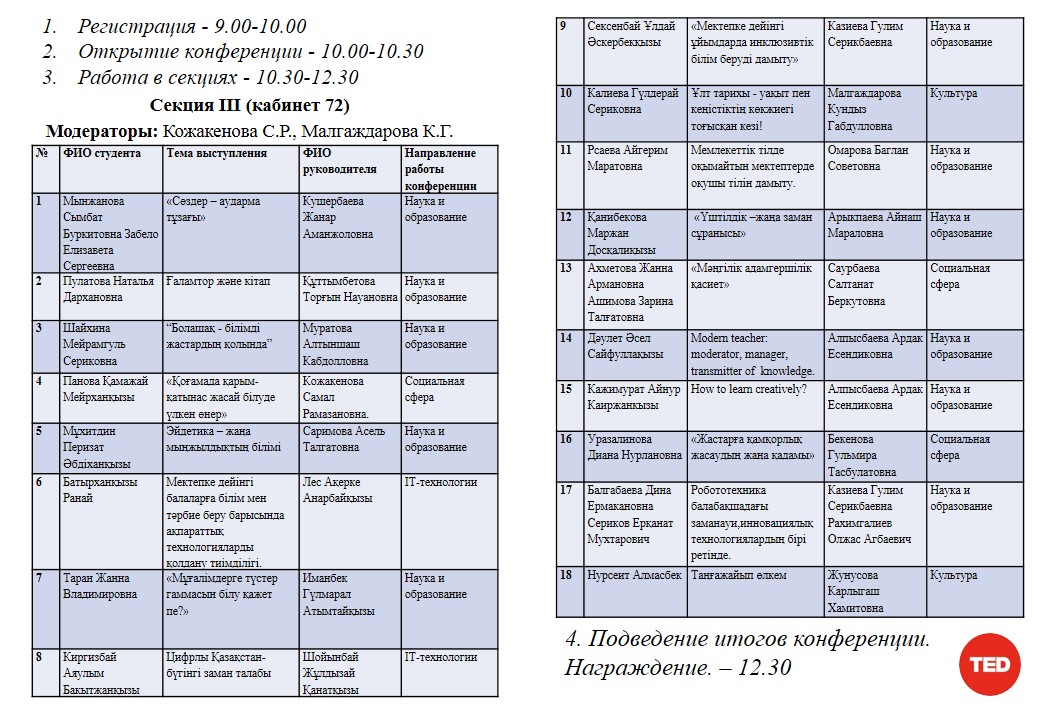 1. Регистрация - 9.00-10.00
2. Открытие конференции - 10.00-10.30
3. Работа в секциях - 10.30-12.30
Секция III (кабинет 72)
Модераторы: Кожакенова С.Р., Малгаждарова К.Г.
№ ФИО студента Тема выступления ФИО руководителя Направление работы конференции
1 Мынжанова Сымбат Буркитовна Забело Елизавета Сергеевна «Сөздер – аударма тұзағы» Кушербаева Жанар Аманжоловна Наука и образование
2 Пулатова Наталья Дархановна Ғаламтор және кітап Құттымбетова Торғын Науановна Наука и образование
3 Шайхина Мейрамгуль Сериковна “Болашақ - білімді жастардың қолында” Муратова Алтыншаш Кабдолловна Наука и образование
4 Панова Қамажай Мейрханқызы «Қоғамада қарым-қатынас жасай білуде үлкен өнер» Кожакенова Самал Рамазановна. Социальная сфера
5 Мұхитдин Перизат Әбдіханқызы Эйдетика – жаңа мыңжылдықтың білімі Саримова Асель Талгатовна Наука и образование
6 Батырханқызы Ранай Мектепке дейінгі балаларға білім мен тәрбие беру барысында ақпараттық технологияларды қолдану тиімділігі. Лес Акерке Анарбайқызы IT-технологии
7 Таран Жанна Владимировна «Мұғалімдерге түстер гаммасын білу қажет пе?» Иманбек Гүлмарал Атымтайқызы Наука и образование
8 Киргизбай Аяулым Бакытжанқызы Цифрлы Қазақстан-бүгінгі заман талабы Шойынбай Жұлдызай Қанатқызы IT-технологии
9 Сексенбай Ұлдай Әскербекқызы «Мектепке дейінгі ұйымдарда инклюзивтік білім беруді дамыту» Казиева Гулим Серикбаевна Наука и образование
10 Калиева Гүлдерай Сериковна Ұлт тарихы - уақыт пен кеңістіктің көкжиегі тоғысқан кезі! Малгаждарова Кундыз Габдулловна Культура
11 Рсаева Айгерим Маратовна Мемлекеттік тілде оқымайтын мектептерде оқушы тілін дамыту. Омарова Баглан Советовна Наука и образование
12 Қанибекова Маржан Досқалиқызы «Үштілдік –жаңа заман сұранысы» Арыкпаева Айнаш Мараловна Наука и образование
13 Ахметова Жанна Армановна Ашимова Зарина Талғатовна «Мәңгілік адамгершілік қасиет» Саурбаева Салтанат Беркутовна Социальная сфера
14 Дәулет Әсел Сайфуллақызы Modern teacher: moderator, manager, transmitter of knowledge. Алпысбаева Ардак Есендиковна Наука и образование
15 Кажимурат Айнур Каиржанкызы How to learn creatively? Алпысбаева Ардак Есендиковна Наука и образование
16 Уразалинова Диана Нурлановна «Жастарға қамқорлық жасаудың жаңа қадамы» Бекенова Гульмира Тасбулатовна Социальная сфера
17 Балгабаева Дина Ермакановна Сериков Ерқанат Мухтарович Робототехника балабақшадағы заманауи,инновациялық технологиялардың бірі ретінде. Казиева Гулим Серикбаевна Рахимгалиев Олжас Агбаевич Наука и образование
18 Нурсеит Алмасбек Таңғажайып өлкем Жунусова Карлыгаш Хамитовна Культура
4. Подведение итогов конференции.
Награждение. – 12.30
TED